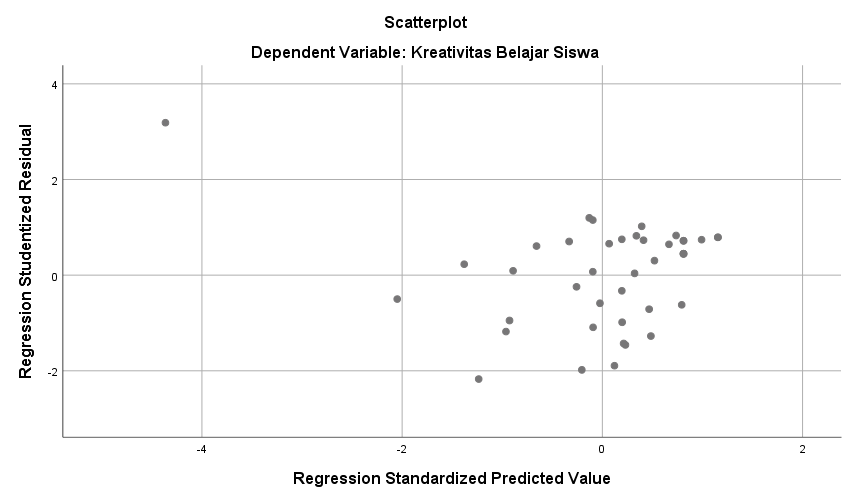 Scatterplot
Dependent Variable: Kreativitas Belajar Siswa
Regression Studentized Residual
4
2
0
-2
-4
-2
0
2
Regression Standardized Predicted Value